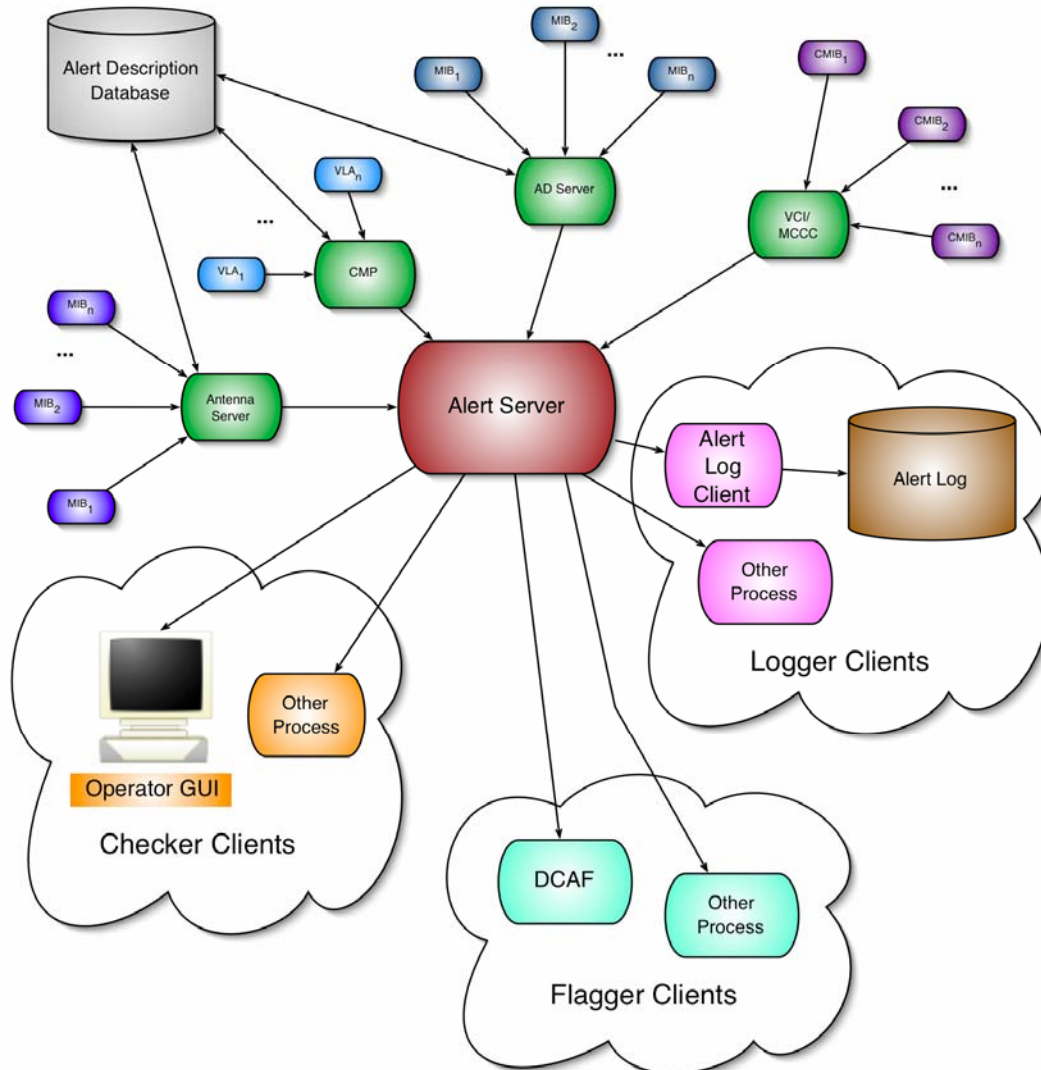 Alert Description
Database
MIB1
MIB2
...
MIBn
CMIB1
CMIB2
...
CMIBn
AD Server
VCI/
MCCC
VLAn
...
VLA1
CMP
MIBn
...
MIB2
MIB1
Antenna
Server
Alert Server
Alert
Log
Client
Alert Log
Other
Process
Logger Clients
Operator GUI
Other
Process
Checker Clients
DCAF
Other
Process
Flagger Clients